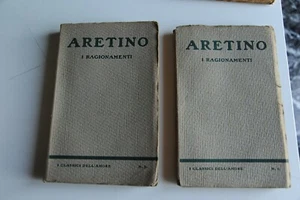 ARETINO
I RAGIONAMENTI
I CLASSICI DELL'AMORE
ARETINO
I RAGIONAMENTI
I CLASSICI DELL'AMORE